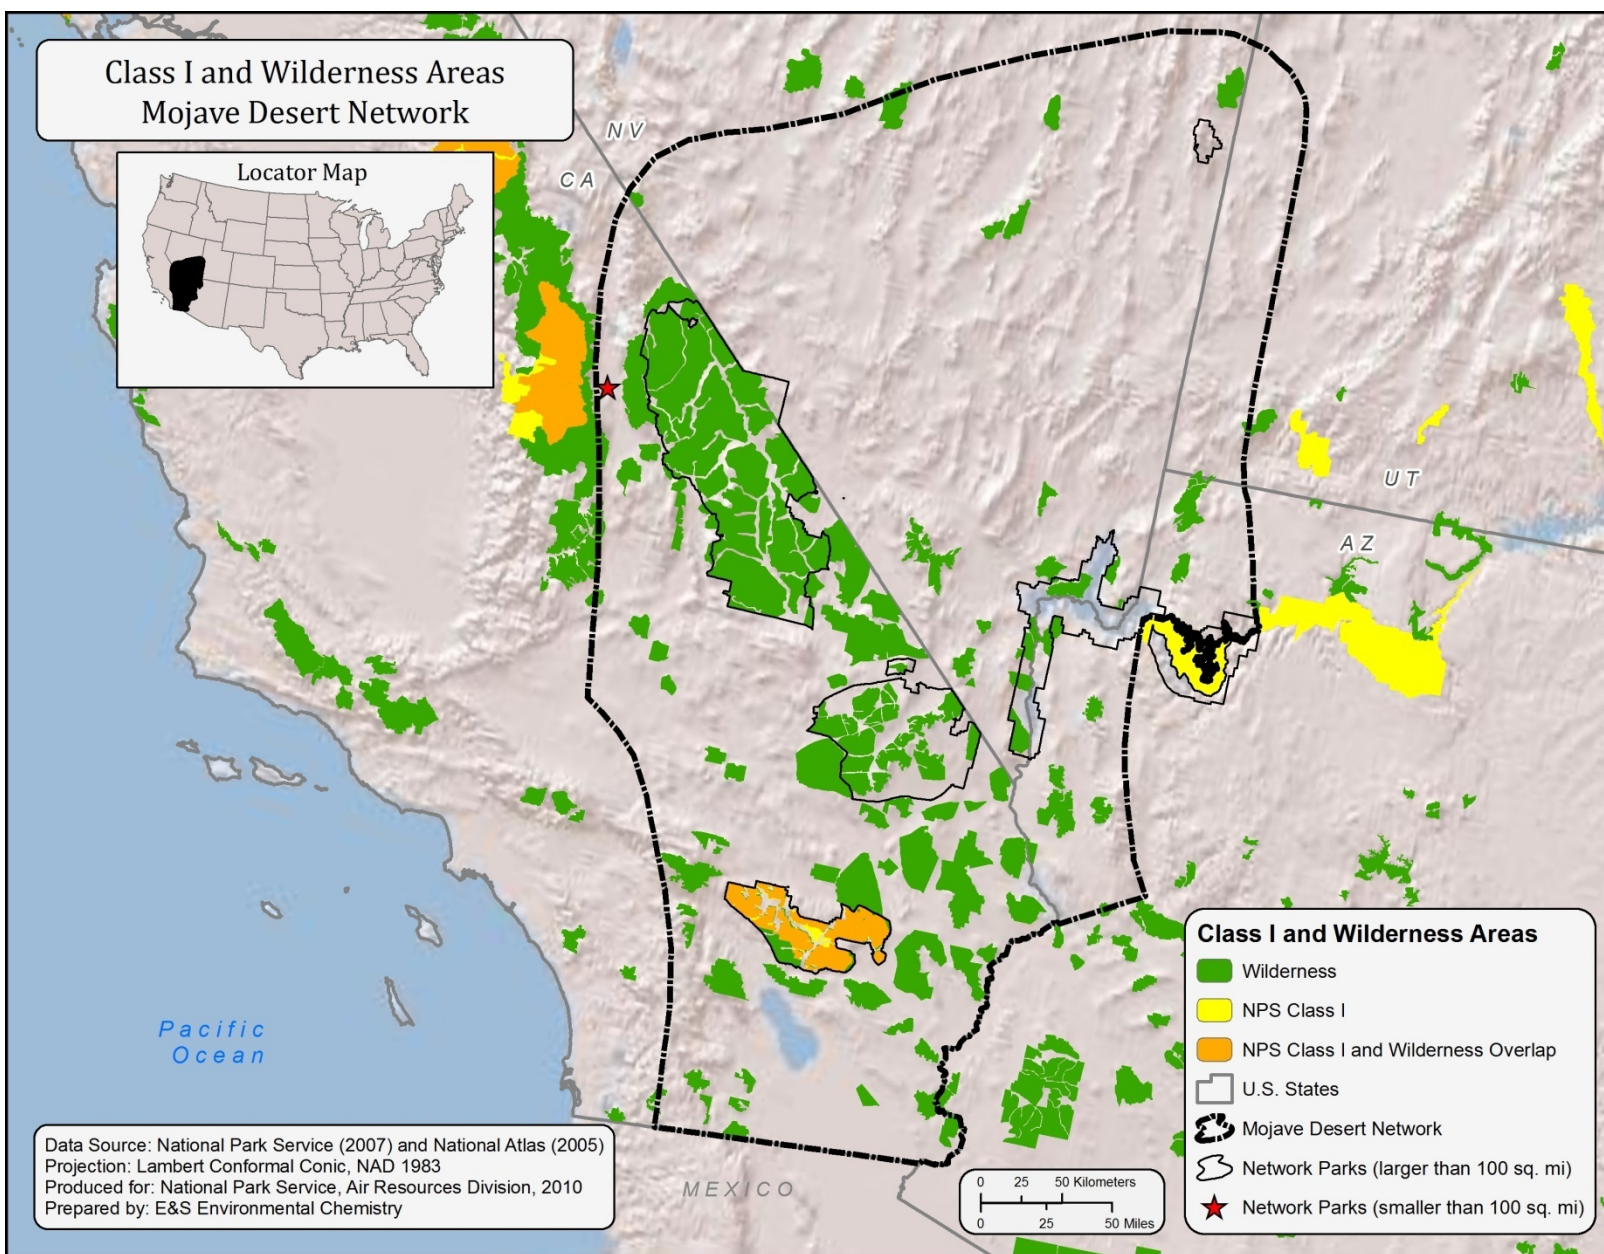 Class I and Wilderness Areas
Mojave Desert Network
Locator Map
NV
CA
UT
AZ
Pacific
Ocean
MEXICO
Data Source: National Park Service (2007) and National Atlas (2005)
Projection: Lambert Conformal Conic, NAD 1983
Produced for: National Park Service, Air Resources Division, 2010
Prepared by: E&S Environmental Chemistry
0 25 50 Kilometers
0 25 50 Miles
Class I and Wilderness Areas
Wilderness
NPS Class I
NPS Class I and Wilderness Overlap
U.S. States
Mojave Desert Network
Network Parks (larger than 100 sq. mi)
Network Parks (smaller than 100 sq. mi)